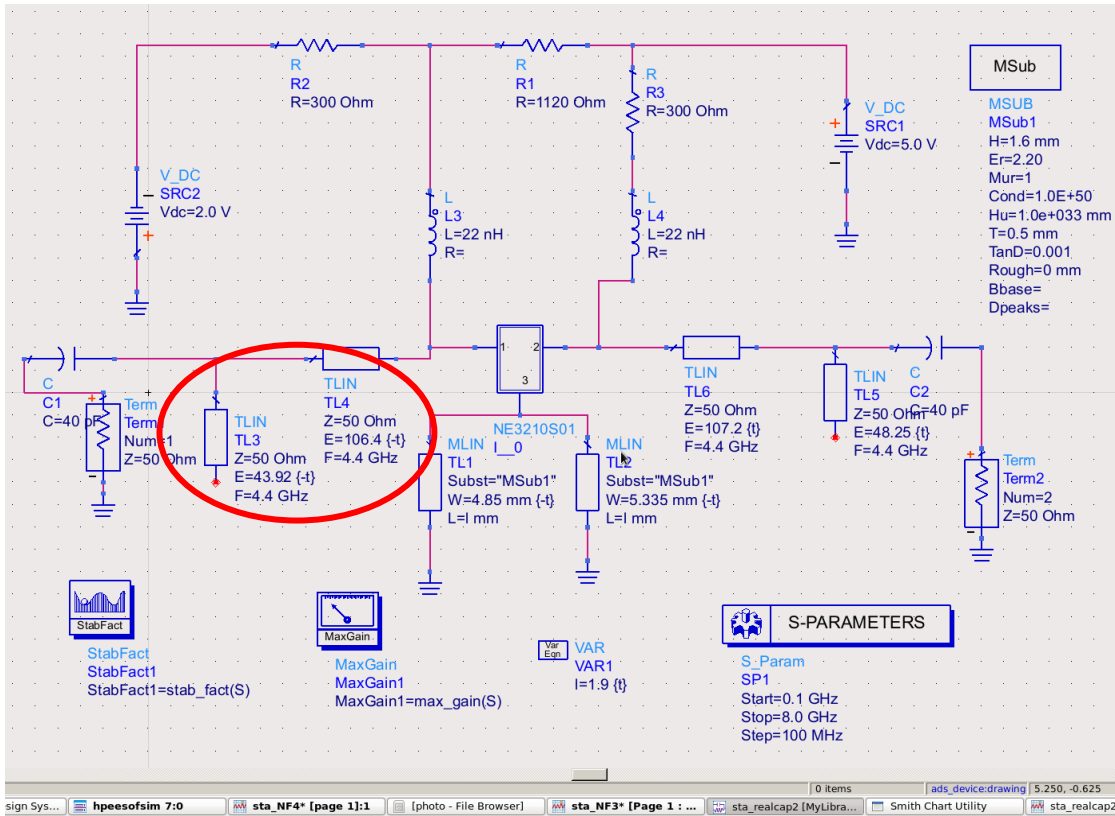 R
R2
R=300 Ohm
R
R1
R=1120 Ohm
R
R3
R=300 Ohm
V_DC
SRC1
Vdc=5.0 V
MSub
MSUB
MSub1
H=1.6 mm
Er=2.20
Mur=1
Cond=1.0E+50
Hu=1.0e+033 mm
T=0.5 mm
TanD=0.001
Rough=0 mm
Bbase=
Dpeaks=
V_DC
SRC2
Vdc=2.0 V
L
L3
L=22 nH
R=
L
L4
L=22 nH
R=
1
2
3
C
C1
C=40 pF
Term
Term
Num=1
Z=50 Ohm
TLIN
TL3
Z=50 Ohm
E=43.92 {-t}
F=4.4 GHz
TLIN
TL4
Z=50 Ohm
E=106.4 {-t}
F=4.4 GHz
NE3210S01
I__0
MLIN
TL1
Subst="MSub1"
W=4.85 mm {-t}
L=l mm
MLIN
TL2
Subst="MSub1"
W=5.335 mm {-t}
L=l mm
TLIN
TL6
Z=50 Ohm
E=107.2 {t}
F=4.4 GHz
TLIN
TL5
Z=50 Ohm
E=48.25 {t}
F=4.4 GHz
C
C2
C=40 pF
Term
Term2
Num=2
Z=50 Ohm
StabFact
StabFact
StabFact1
StabFact1=stab_fact(S)
MaxGain
MaxGain
MaxGain1
MaxGain1=max_gain(S)
Var
Eqn
VAR
VAR1
l=1.9 {t}
S-PARAMETERS
S_Param
SP1
Start=0.1 GHz
Stop=8.0 GHz
Step=100 MHz
0 items
ads_device:drawing
5.250, -0.625
sign Sys...
hpeesofsim 7:0
sta_NF4* [page 1]:1
[photo - File Browser]
sta_NF3* [Page 1 : ...
sta_realcap2 [MyLibra...
Smith Chart Utility
sta_realcap2